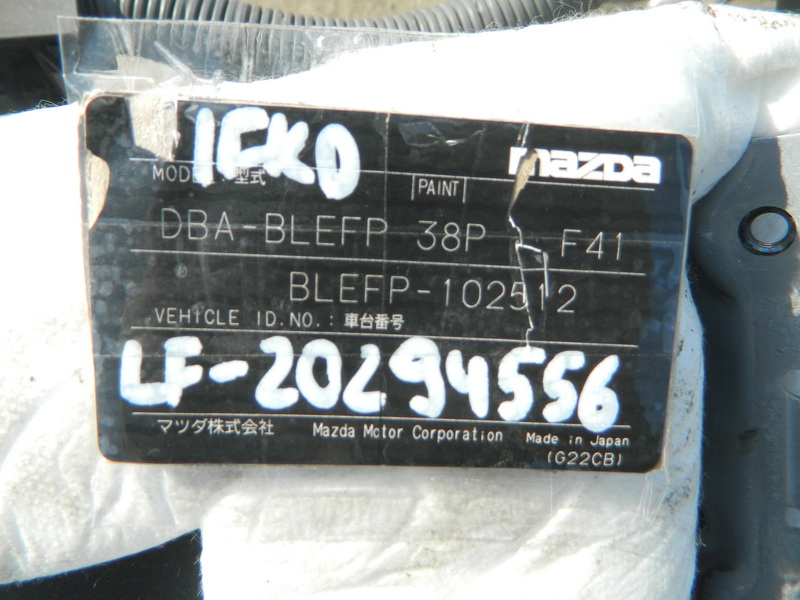 1EKD
mazda
MODEL:型式 PAINT
DBA-BLEFP 38P F41
BLEFP-102512
VEHICLE ID.NO.:車台番号
LF-20294556
マツダ株式会社 Mazda Motor Corporation Made in Japan
(G22CB)